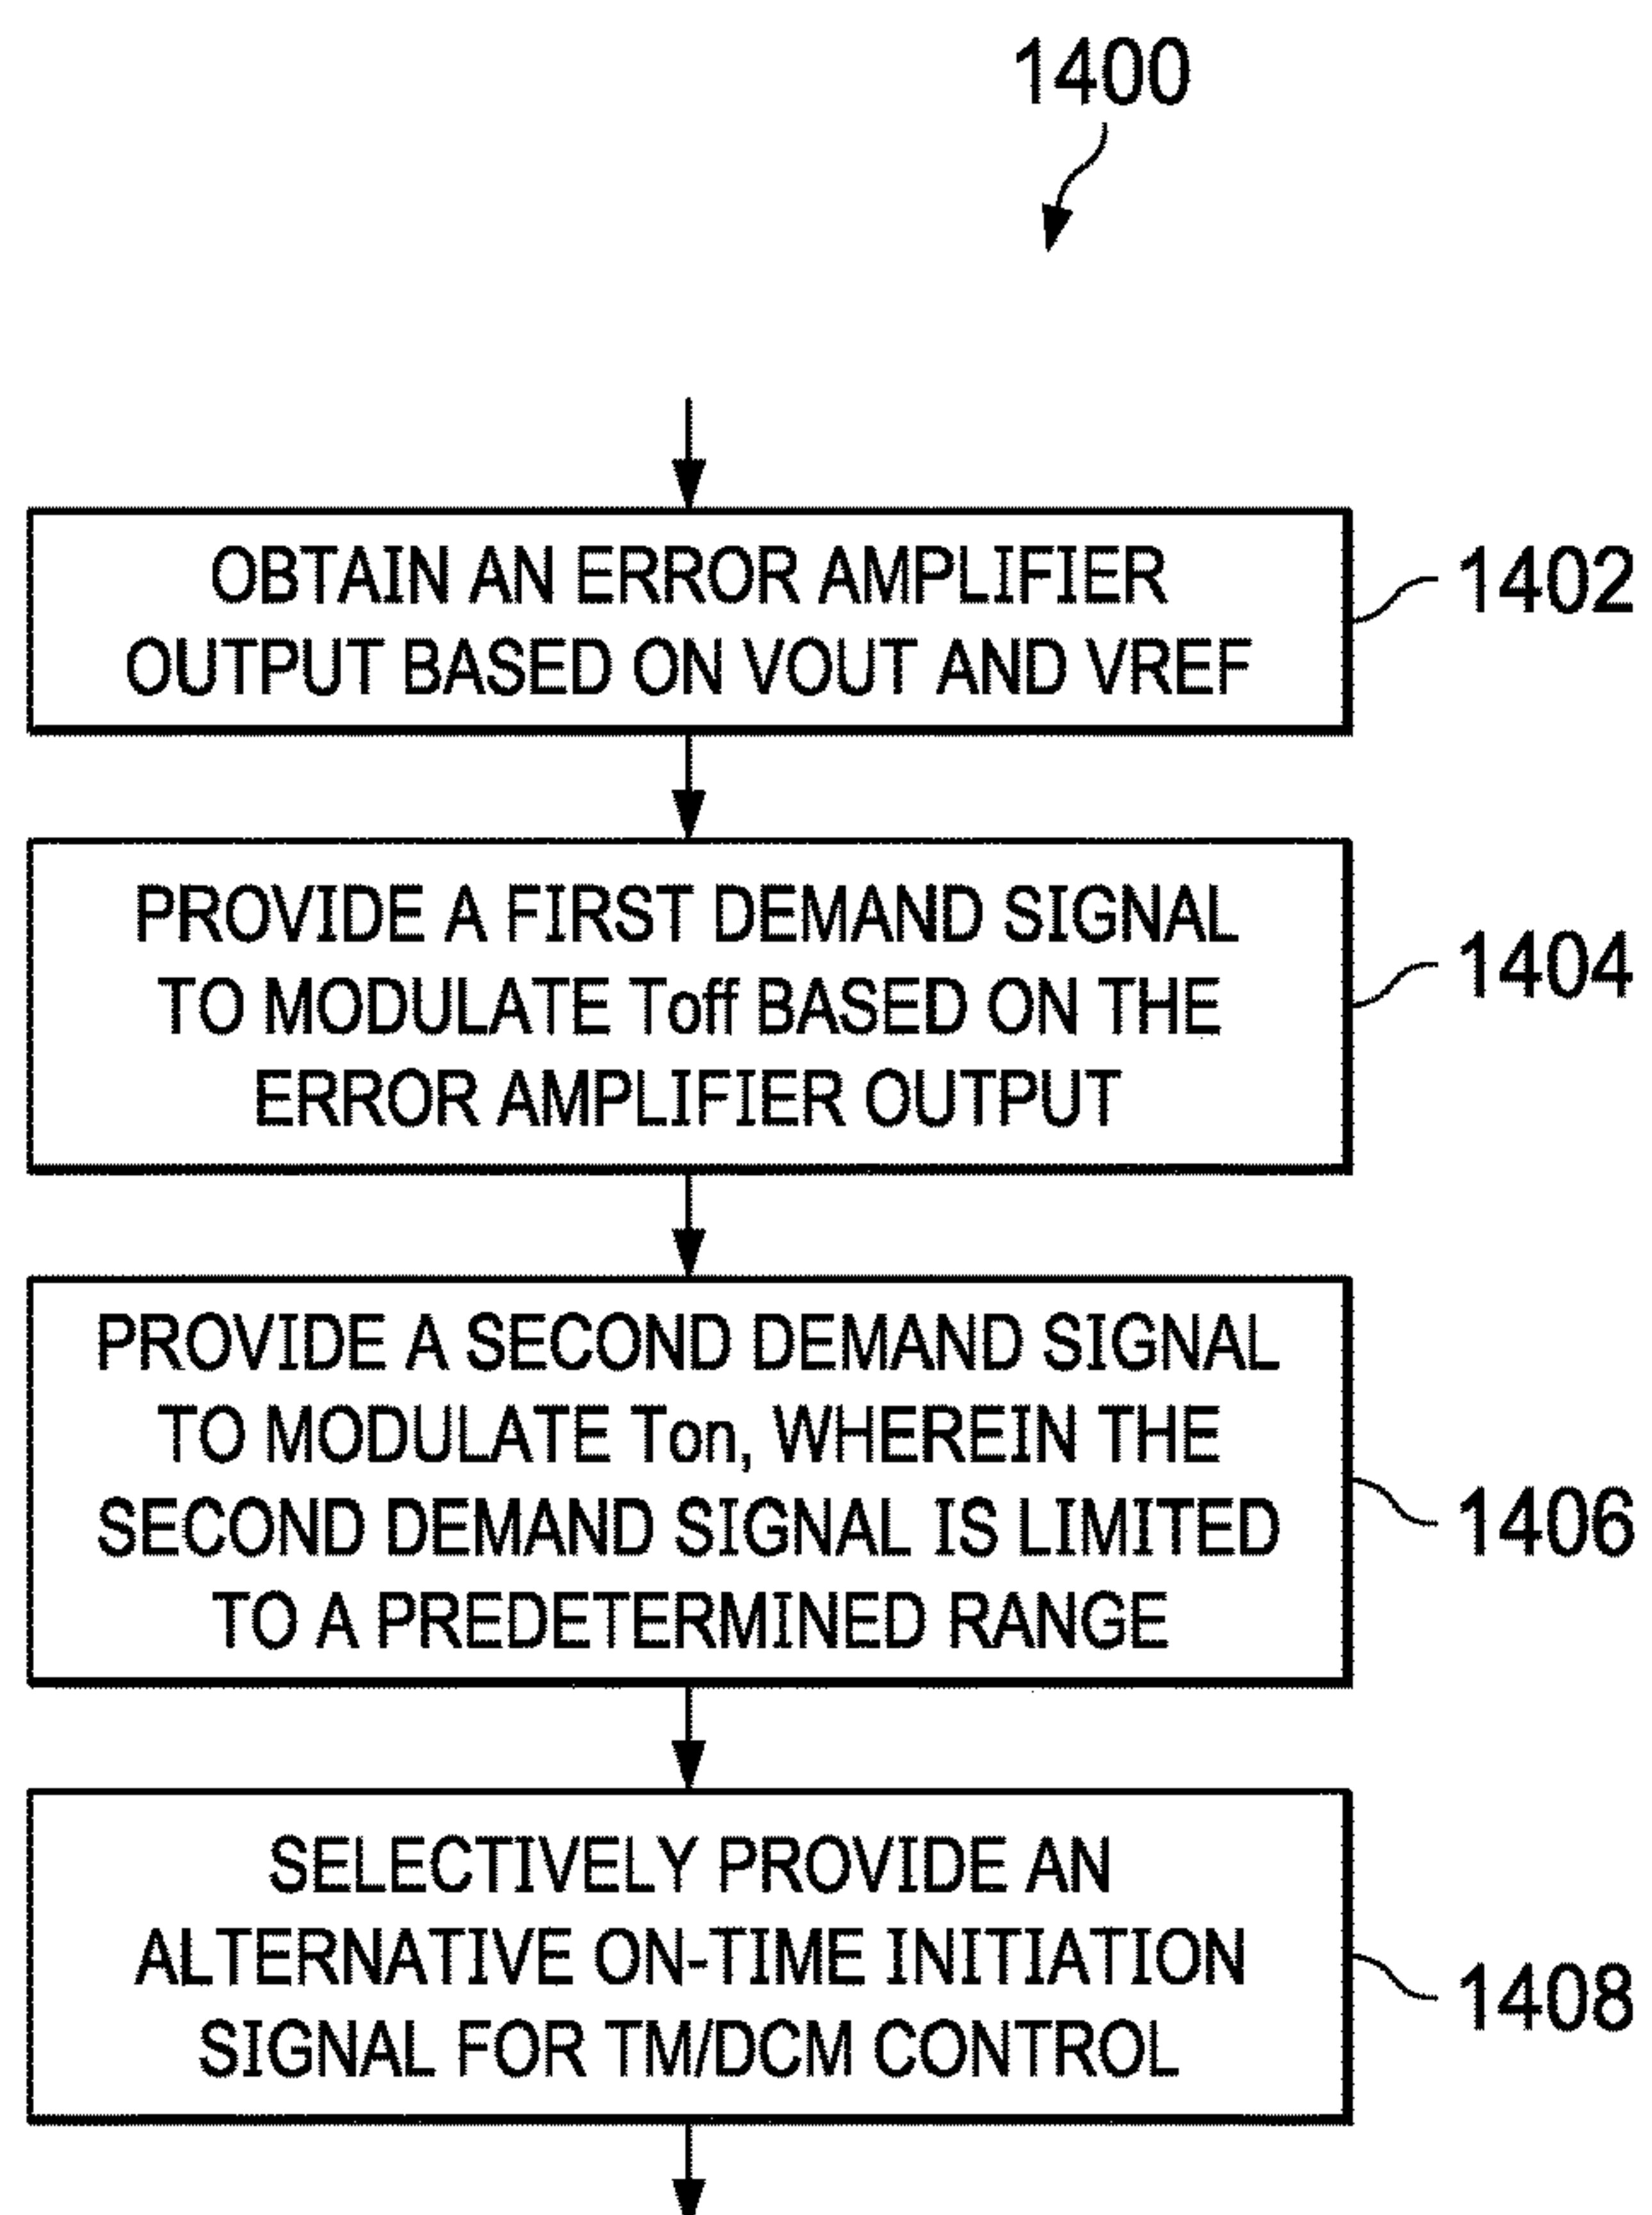 1400
OBTAIN AN ERROR AMPLIFIER
OUTPUT BASED ON VOUT AND VREF
1402
PROVIDE A FIRST DEMAND SIGNAL
TO MODULATE Toff BASED ON THE
ERROR AMPLIFIER OUTPUT
1404
PROVIDE A SECOND DEMAND SIGNAL
TO MODULATE Ton, WHEREIN THE
SECOND DEMAND SIGNAL IS LIMITED
TO A PREDETERMINED RANGE
1406
SELECTIVELY PROVIDE AN
ALTERNATIVE ON-TIME INITIATION
SIGNAL FOR TM/DCM CONTROL
1408